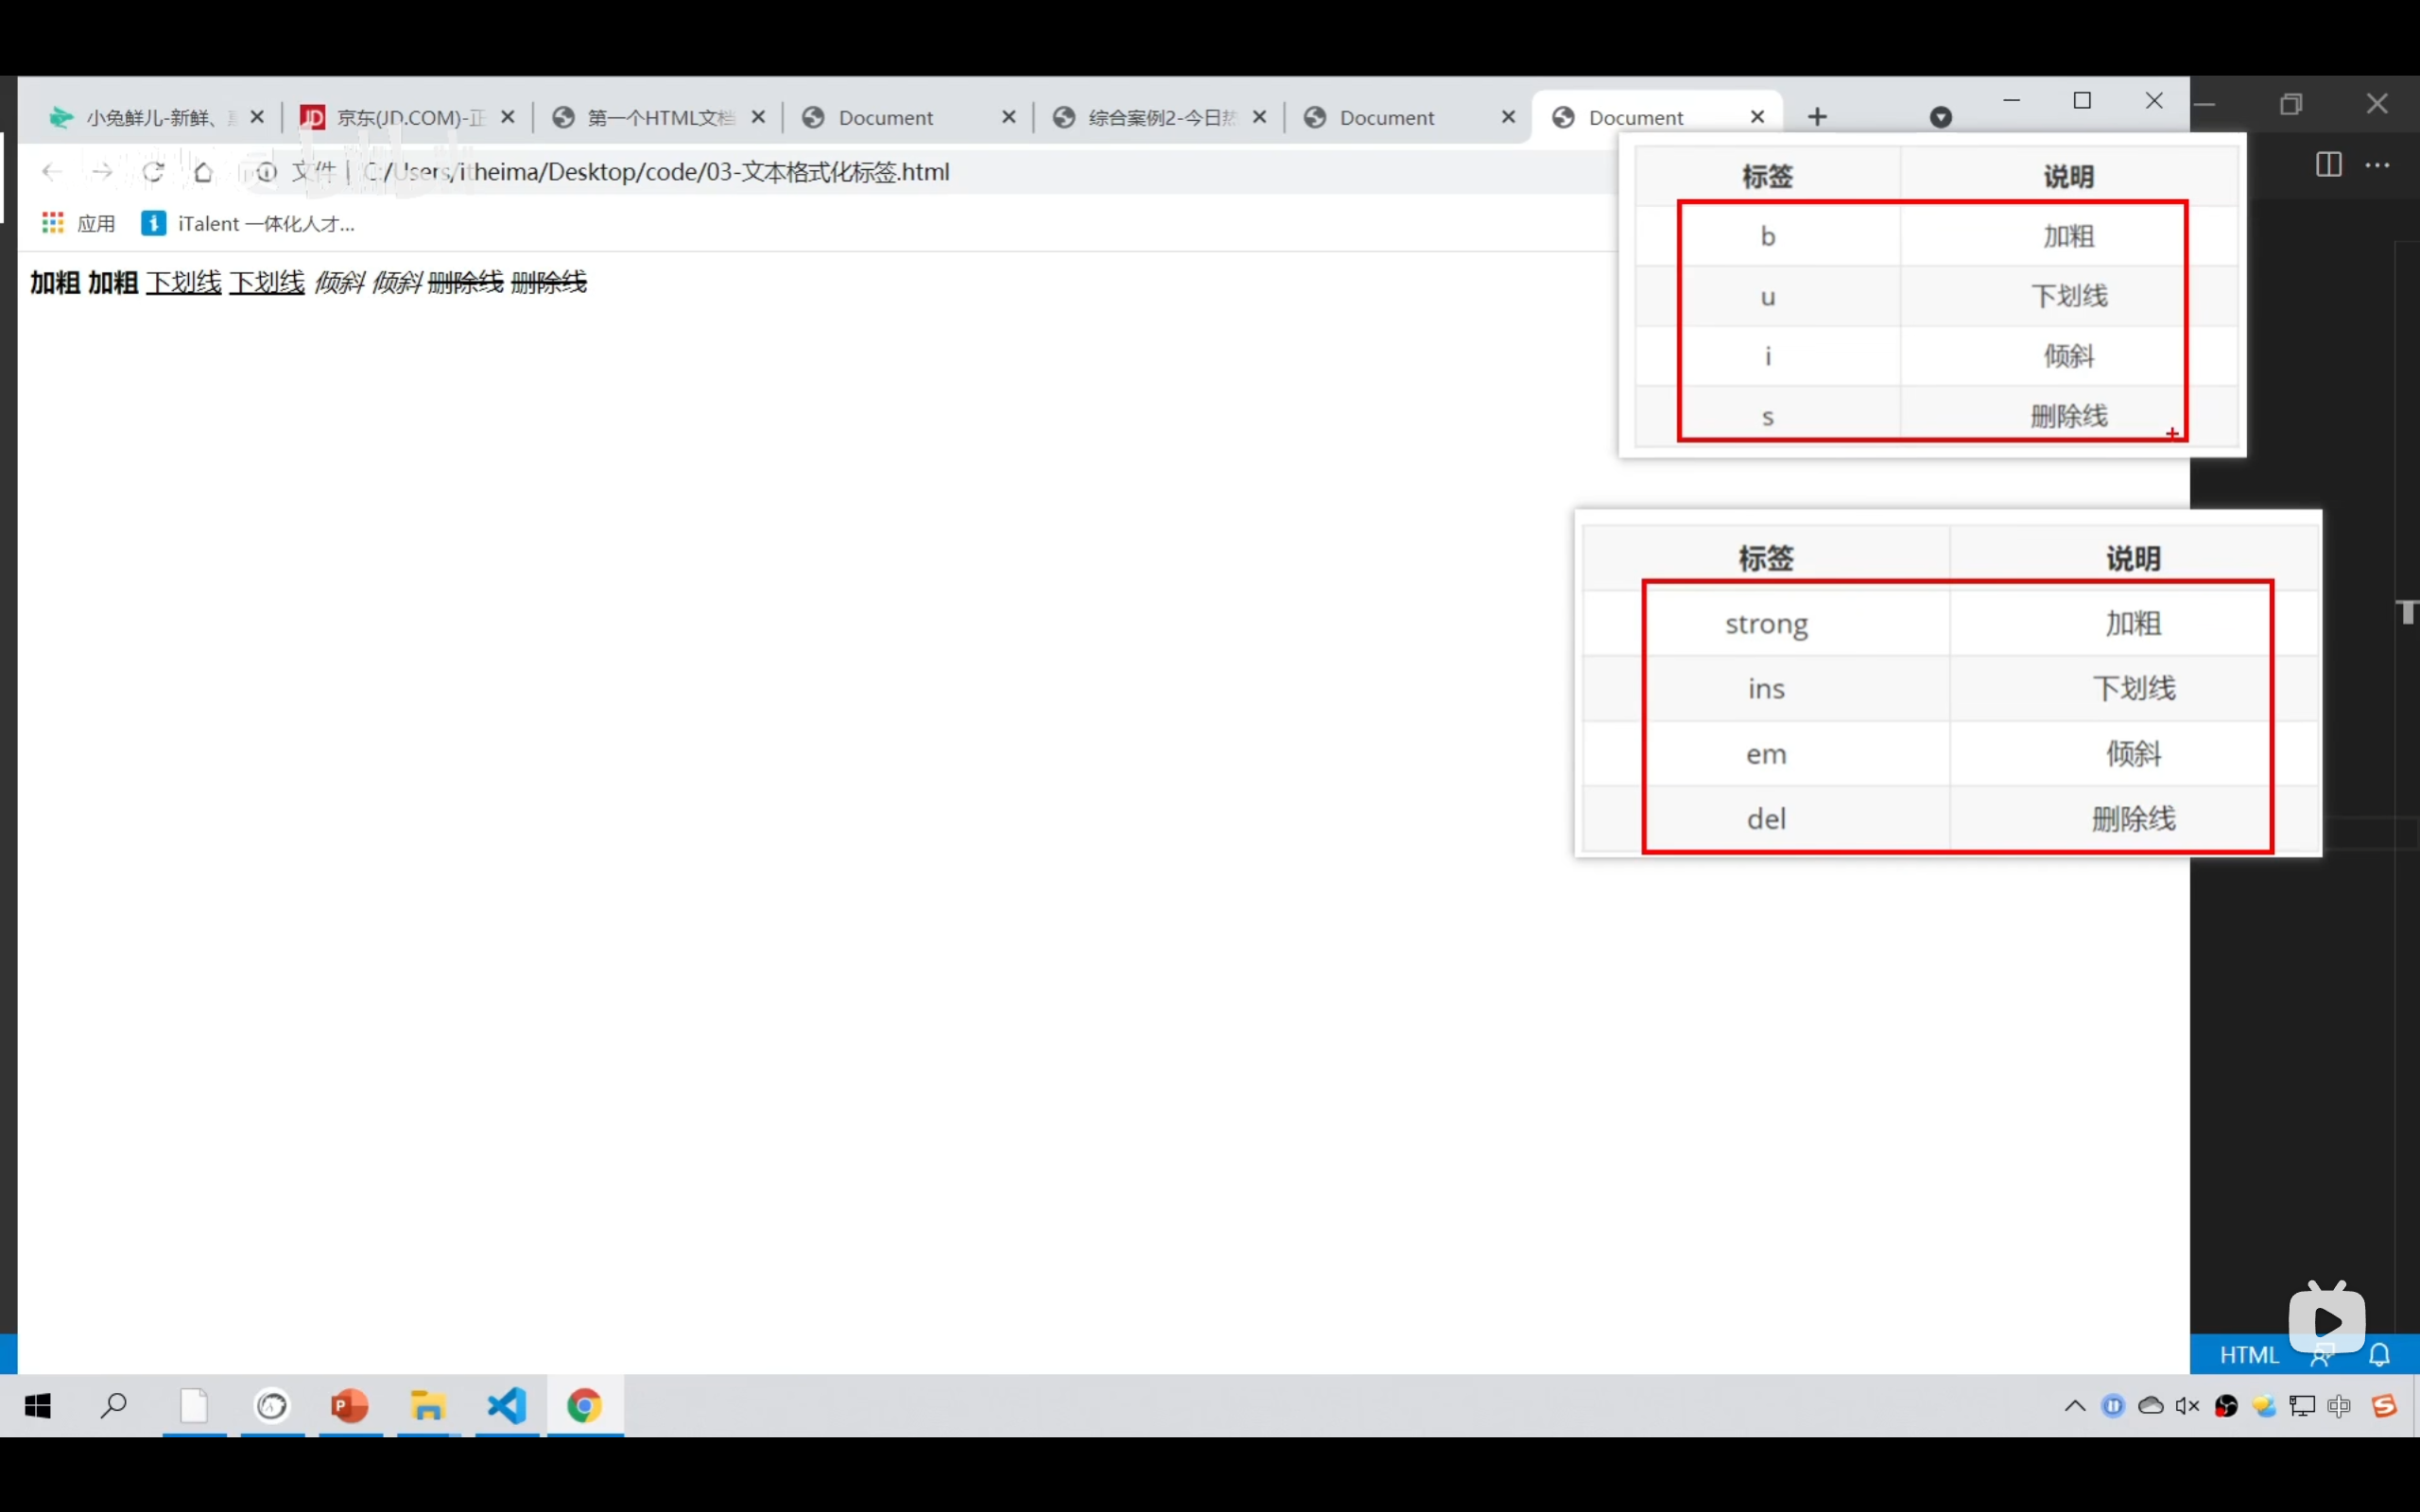 小兔鲜儿-新鲜、
京东(JD.COM)-正
第一个HTML文档
Document
综合案例2-今日热
Document
Document
文件 | C:/Users/itheima/Desktop/code/03-文本格式化标签.html
应用
iTalent 一体化人才...
加粗 加粗 下划线 下划线 倾斜 倾斜 删除线 删除线
标签 说明
b 加粗
u 下划线
i 倾斜
s 删除线
标签 说明
strong 加粗
ins 下划线
em 倾斜
del 删除线
HTML
中